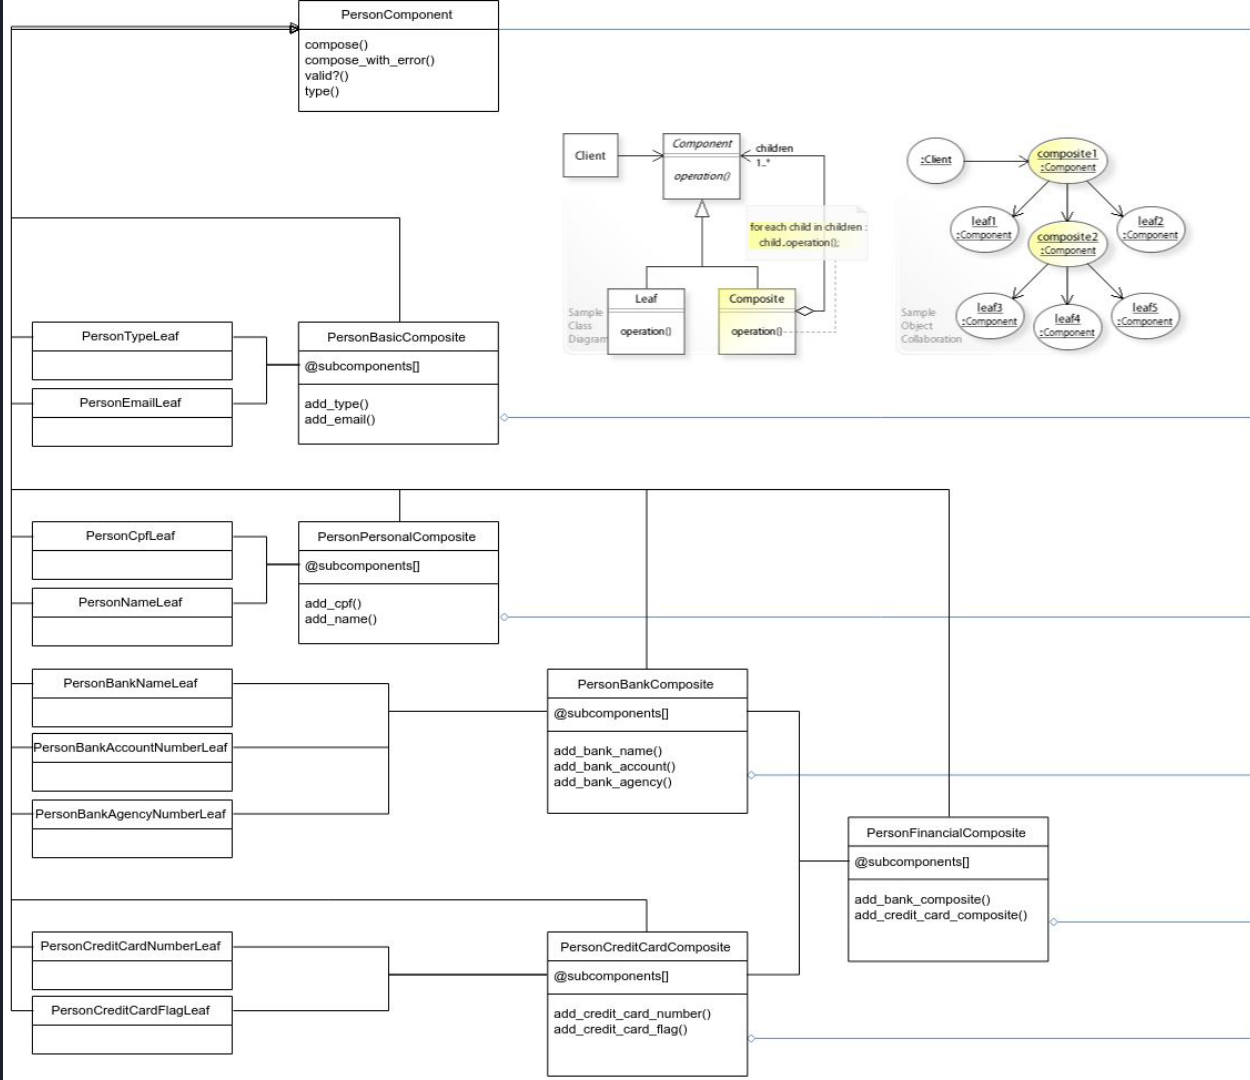 PersonComponent
compose()
compose_with_error()
valid?()
type()
Client
Component
operation()
children
1..*
for each child in children :
child.operation();
Leaf
operation()
Composite
operation()
Sample
Class
Diagram
:Client
composite1
:Component
leaf1
:Component
composite2
:Component
leaf2
:Component
leaf3
:Component
leaf4
:Component
leaf5
:Component
Sample
Object
Collaboration
PersonTypeLeaf
PersonEmailLeaf
PersonBasicComposite
@subcomponents[]
add_type()
add_email()
PersonCpfLeaf
PersonNameLeaf
PersonPersonalComposite
@subcomponents[]
add_cpf()
add_name()
PersonBankNameLeaf
PersonBankAccountNumberLeaf
PersonBankAgencyNumberLeaf
PersonBankComposite
@subcomponents[]
add_bank_name()
add_bank_account()
add_bank_agency()
PersonFinancialComposite
@subcomponents[]
add_bank_composite()
add_credit_card_composite()
PersonCreditCardNumberLeaf
PersonCreditCardFlagLeaf
PersonCreditCardComposite
@subcomponents[]
add_credit_card_number()
add_credit_card_flag()